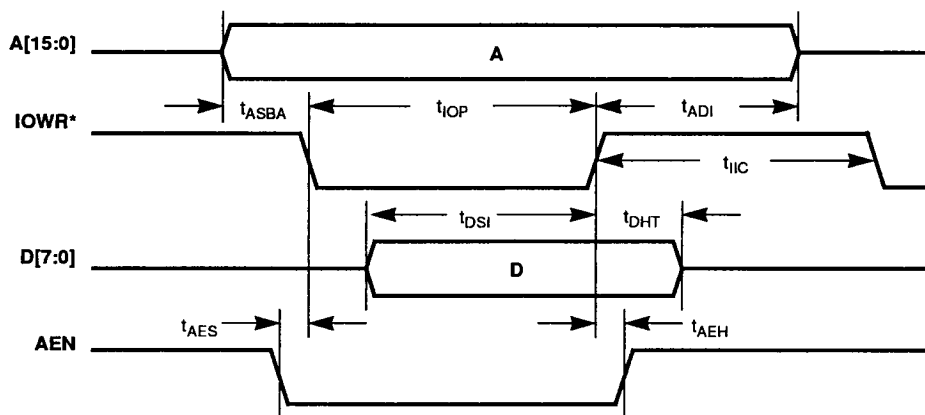 A[15:0]
A
tASBA
tIOP
tADI
IOWR*
tIIC
tDSI
tDHT
D[7:0]
D
tAES
tAEH
AEN